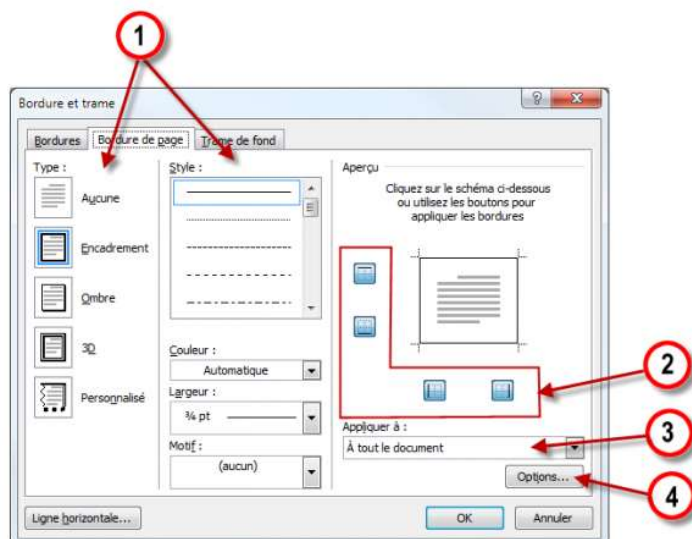 1
Bordure et trame
Bordures
Bordure de page
Trame de fond
Type :
Aucune
Encadrement
Ombre
3D
Personnalisé
Style :
Couleur :
Automatique
Largeur :
¾ pt
Motif :
(aucun)
Aperçu
Cliquez sur le schéma ci-dessous
ou utilisez les boutons pour
appliquer les bordures
2
Appliquer à :
3
À tout le document
Options...
4
Ligne horizontale...
OK
Annuler